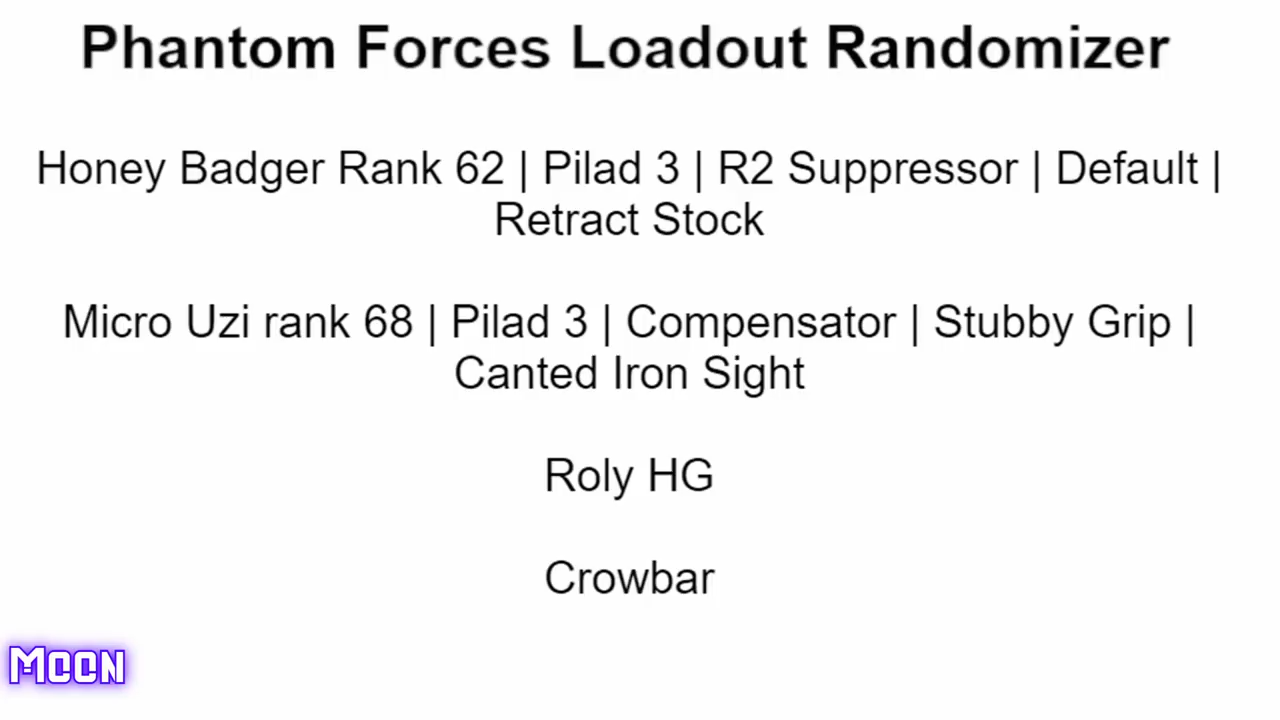 Phantom Forces Loadout Randomizer
Honey Badger Rank 62 | Pilad 3 | R2 Suppressor | Default |
Retract Stock
Micro Uzi rank 68 | Pilad 3 | Compensator | Stubby Grip |
Canted Iron Sight
Roly HG
Crowbar
Moon